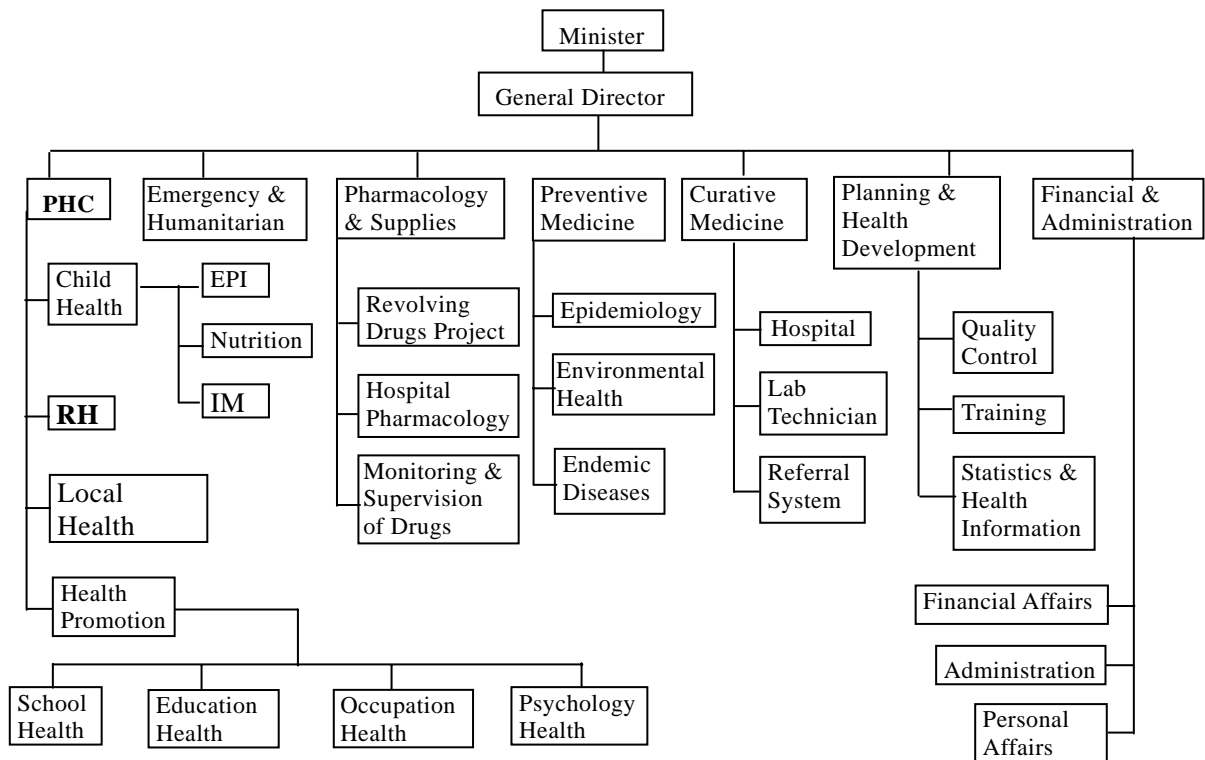 Minister
General Director
PHC
Emergency &
Humanitarian
Pharmacology
& Supplies
Preventive
Medicine
Curative
Medicine
Planning &
Health
Development
Financial &
Administration
Child
Health
EPI
Nutrition
IM
RH
Local
Health
Health
Promotion
School
Health
Education
Health
Occupation
Health
Psychology
Health
Revolving
Drugs Project
Hospital
Pharmacology
Monitoring &
Supervision
of Drugs
Epidemiology
Environmental
Health
Endemic
Diseases
Hospital
Lab
Technician
Referral
System
Quality
Control
Training
Statistics &
Health
Information
Financial Affairs
Administration
Personal
Affairs